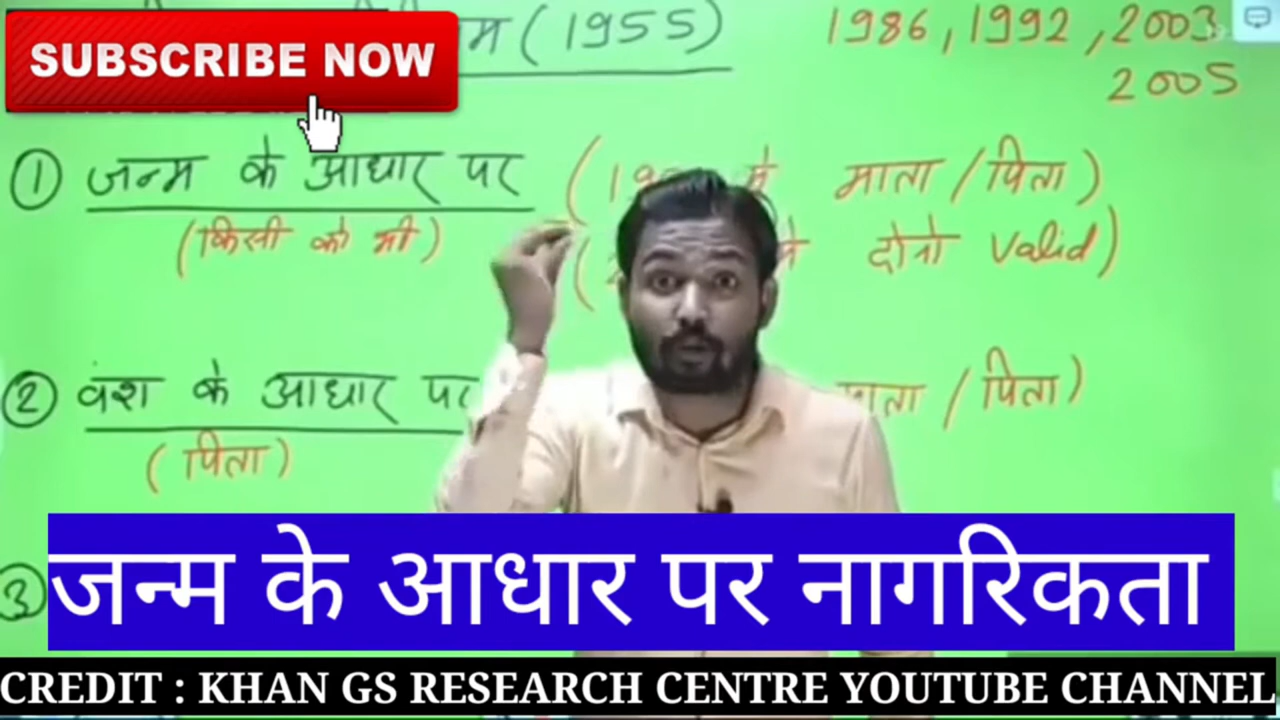 SUBSCRIBE NOW
म (1955)
1986, 1992, 2003
2005
① जन्म के आधार पर
( माता / पिता )
(किसी को भी)
( दोनो valid)
② वंश के आधार पर
/ पिता )
( पिता )
③
जन्म के आधार पर नागरिकता
CREDIT : KHAN GS RESEARCH CENTRE YOUTUBE CHANNEL